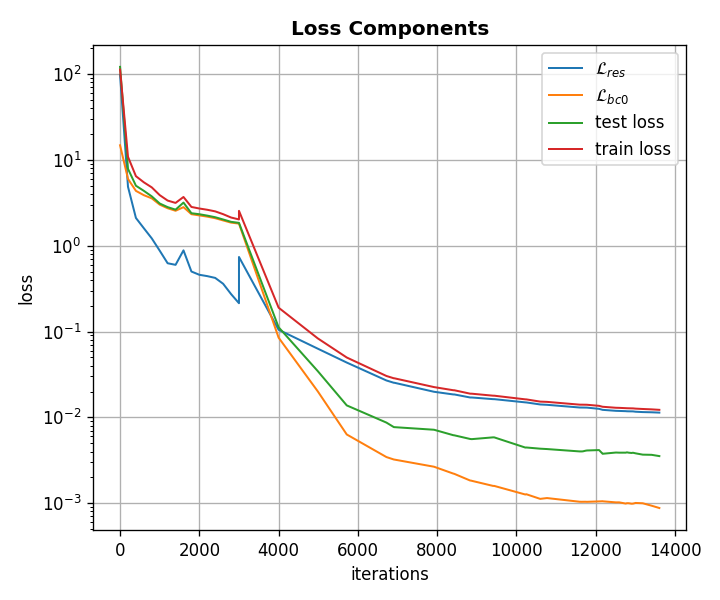 Loss Components
10²
10¹
10⁰
10⁻¹
10⁻²
10⁻³
loss
0 2000 4000 6000 8000 10000 12000 14000
iterations
ℒres
ℒbc0
test loss
train loss